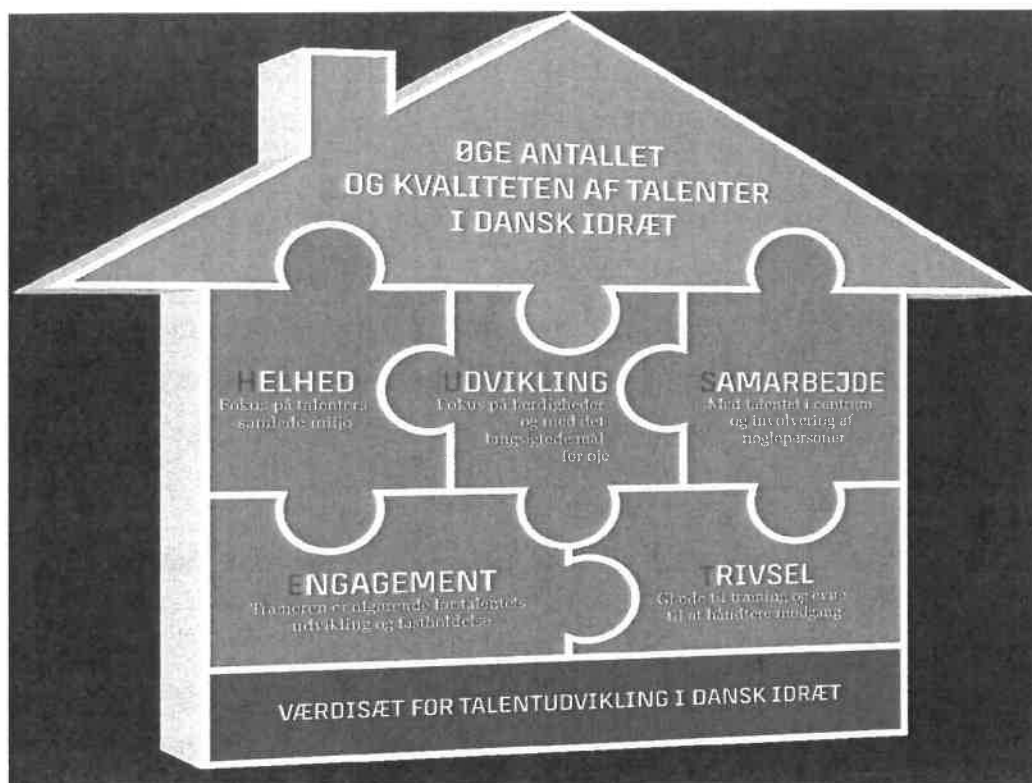 ØGE ANTALLET
OG KVALITETEN AF TALENTER
I DANSK IDRÆT
HELHED
Fokus på talenters
samlede miljø
UDVIKLING
Fokus på færdigheder
og med det
langsigtede mål
for øje
SAMARBEJDE
Med talentet i centrum
og involvering af
nøglepersoner
ENGAGEMENT
Træneren er afgørende for talentets
udvikling og fastholdelse
TRIVSEL
Glæde til træning og evne
til at håndtere modgang
VÆRDISÆT FOR TALENTUDVIKLING I DANSK IDRÆT